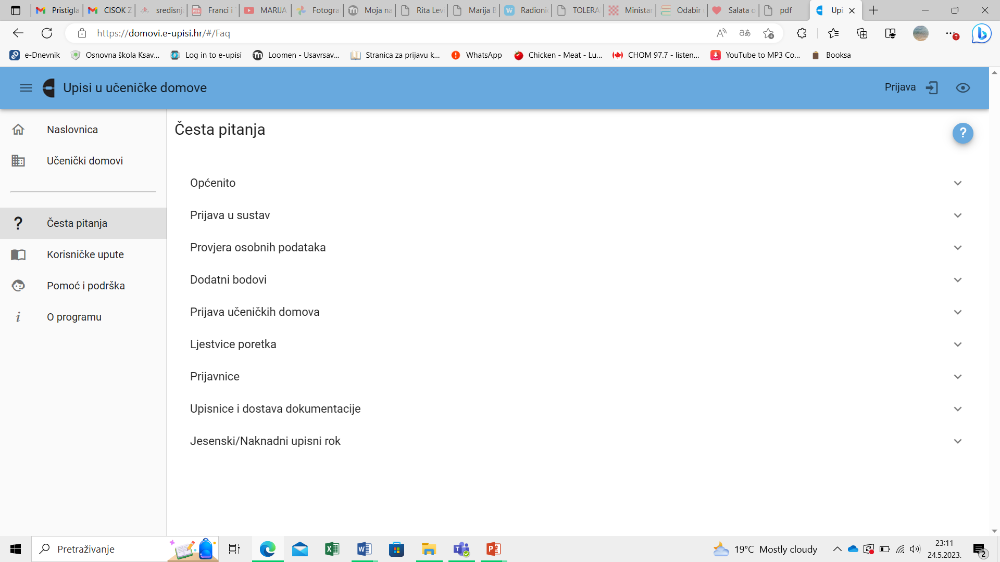 Pristigla
CISOK Z
sredisnja
Franci i
MARIJA
Fotogra
Moja na
Rita Lev
Marija B
Radionic
TOLERA
Ministar
Odabir
Salata o
pdf
Upi
https://domovi.e-upisi.hr/#/Faq
e-Dnevnik
Osnovna škola Ksav...
Log in to e-upisi
Loomen - Usavrsav...
Stranica za prijavu k...
WhatsApp
Chicken - Meat - Lu...
CHOM 97.7 - listen...
YouTube to MP3 Co...
Booksa
Upisi u učeničke domove
Prijava
Naslovnica
Učenički domovi
Česta pitanja
Korisničke upute
Pomoć i podrška
O programu
Česta pitanja
?
Općenito
Prijava u sustav
Provjera osobnih podataka
Dodatni bodovi
Prijava učeničkih domova
Ljestvice poretka
Prijavnice
Upisnice i dostava dokumentacije
Jesenski/Naknadni upisni rok
Pretraživanje
19°C Mostly cloudy
23:11
24.5.2023.
2